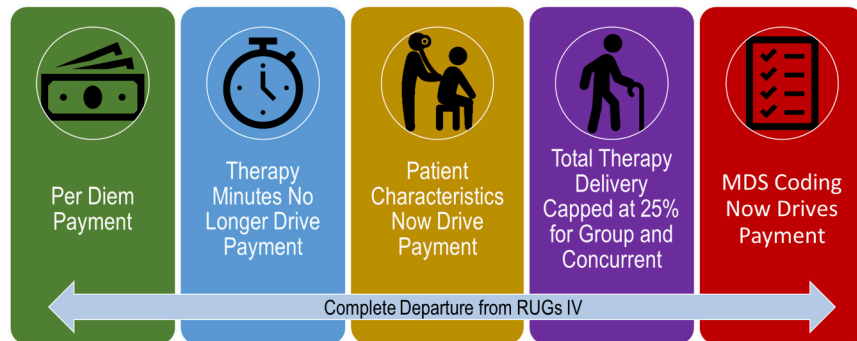 Per Diem
Payment
Therapy
Minutes No
Longer Drive
Payment
Patient
Characteristics
Now Drive
Payment
Total Therapy
Delivery
Capped at 25%
for Group and
Concurrent
MDS Coding
Now Drives
Payment
Complete Departure from RUGs IV